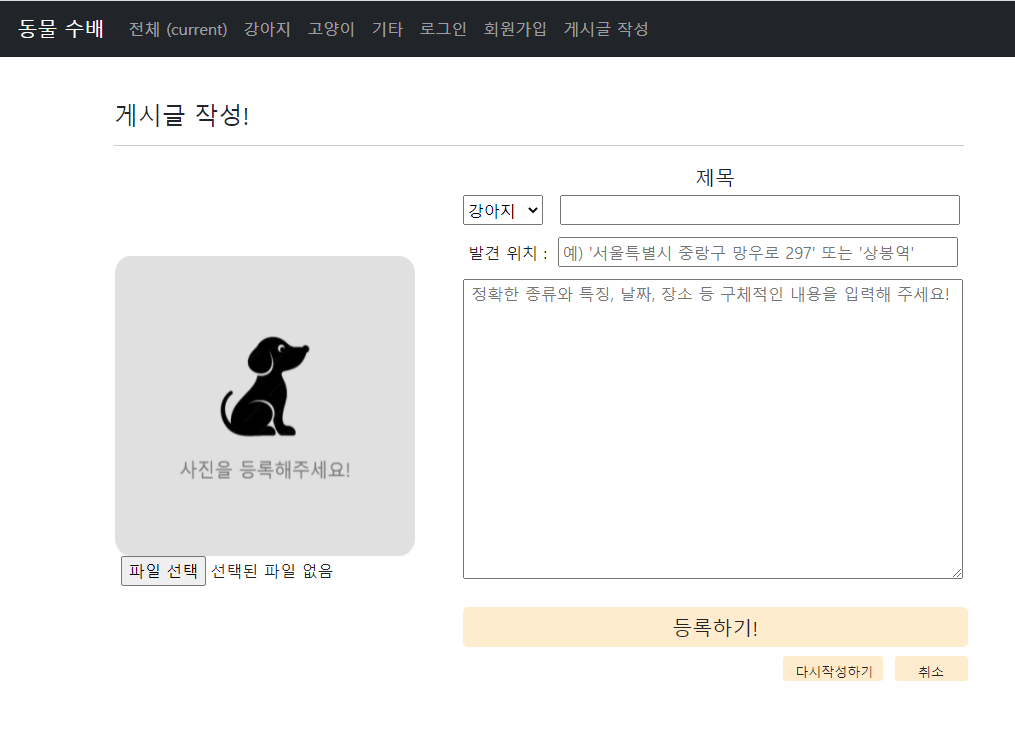 동물 수배 전체 (current) 강아지 고양이 기타 로그인 회원가입 게시글 작성
게시글 작성!
제목
강아지
발견 위치 : 예) '서울특별시 중랑구 망우로 297' 또는 '상봉역'
정확한 종류와 특징, 날짜, 장소 등 구체적인 내용을 입력해 주세요!
사진을 등록해주세요!
파일 선택 선택된 파일 없음
등록하기!
다시작성하기 취소